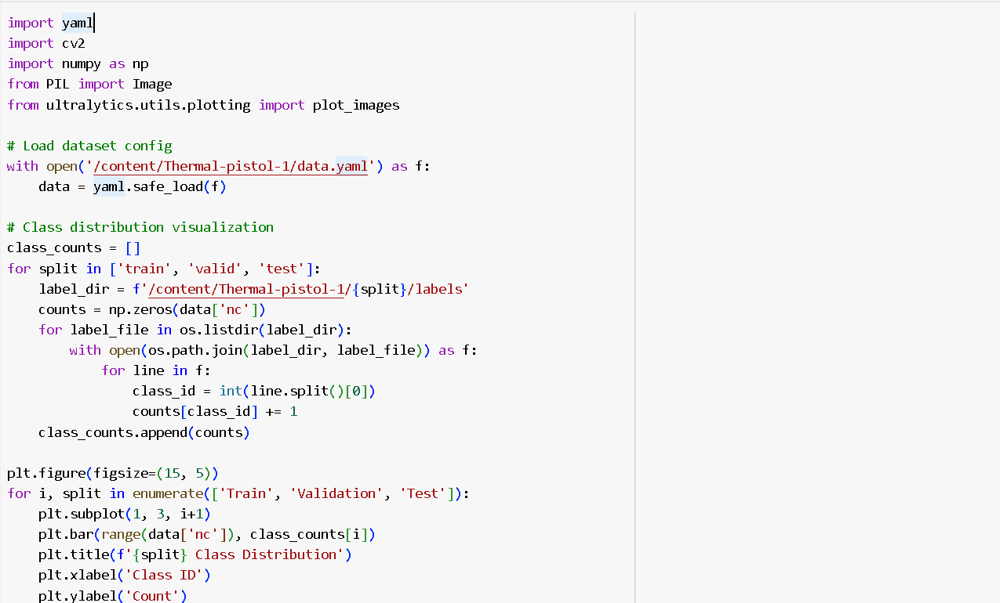 import yaml
import cv2
import numpy as np
from PIL import Image
from ultralytics.utils.plotting import plot_images

# Load dataset config
with open('/content/Thermal-pistol-1/data.yaml') as f:
    data = yaml.safe_load(f)

# Class distribution visualization
class_counts = []
for split in ['train', 'valid', 'test']:
    label_dir = f'/content/Thermal-pistol-1/{split}/labels'
    counts = np.zeros(data['nc'])
    for label_file in os.listdir(label_dir):
        with open(os.path.join(label_dir, label_file)) as f:
            for line in f:
                class_id = int(line.split()[0])
                counts[class_id] += 1
    class_counts.append(counts)

plt.figure(figsize=(15, 5))
for i, split in enumerate(['Train', 'Validation', 'Test']):
    plt.subplot(1, 3, i+1)
    plt.bar(range(data['nc']), class_counts[i])
    plt.title(f'{split} Class Distribution')
    plt.xlabel('Class ID')
    plt.ylabel('Count')